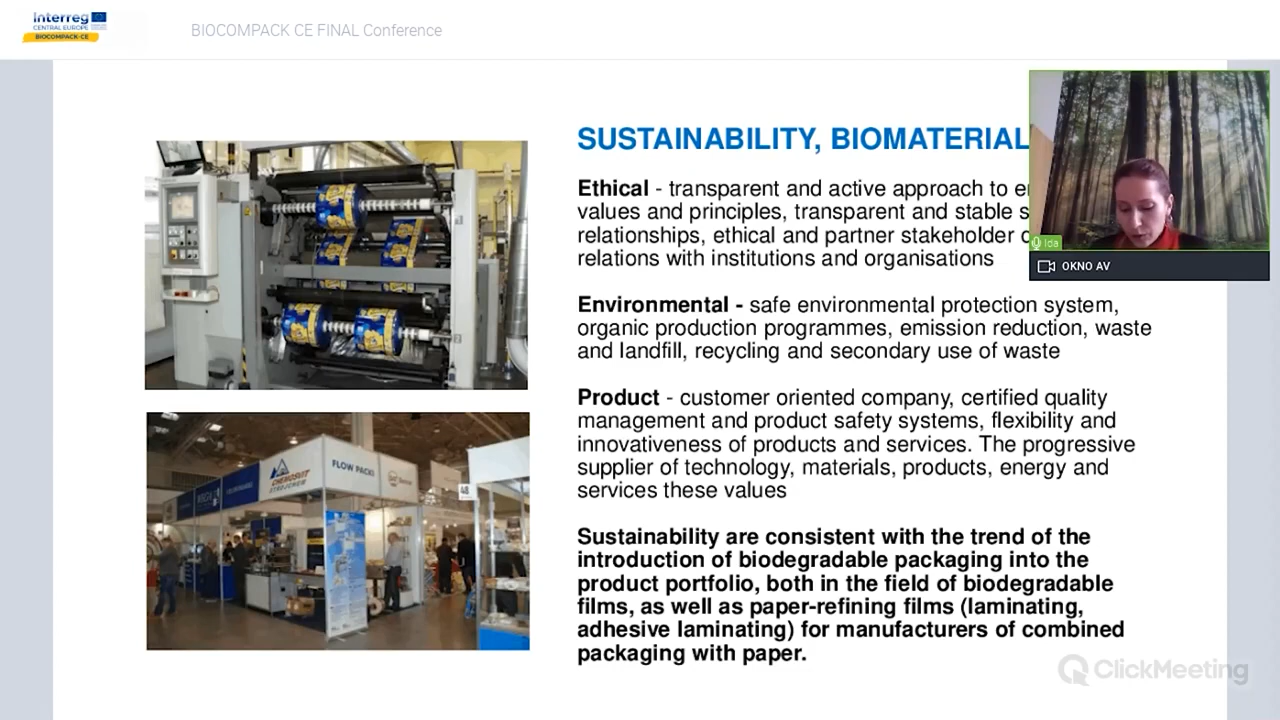 Interreg
CENTRAL EUROPE
BIOCOMPACK-CE
BIOCOMPACK CE FINAL Conference
SUSTAINABILITY, BIOMATERIAL
Ethical - transparent and active approach to
values and principles, transparent and stable
relationships, ethical and partner stakeholder
relations with institutions and organisations
Ida
OKNO AV
Environmental - safe environmental protection system,
organic production programmes, emission reduction, waste
and landfill, recycling and secondary use of waste
Product - customer oriented company, certified quality
management and product safety systems, flexibility and
innovativeness of products and services. The progressive
supplier of technology, materials, products, energy and
services these values
Sustainability are consistent with the trend of the
introduction of biodegradable packaging into the
product portfolio, both in the field of biodegradable
films, as well as paper-refining films (laminating,
adhesive laminating) for manufacturers of combined
packaging with paper.
CHEMOSVIT
STROJCHEM
FLOW PACK!
48
ClickMeeting